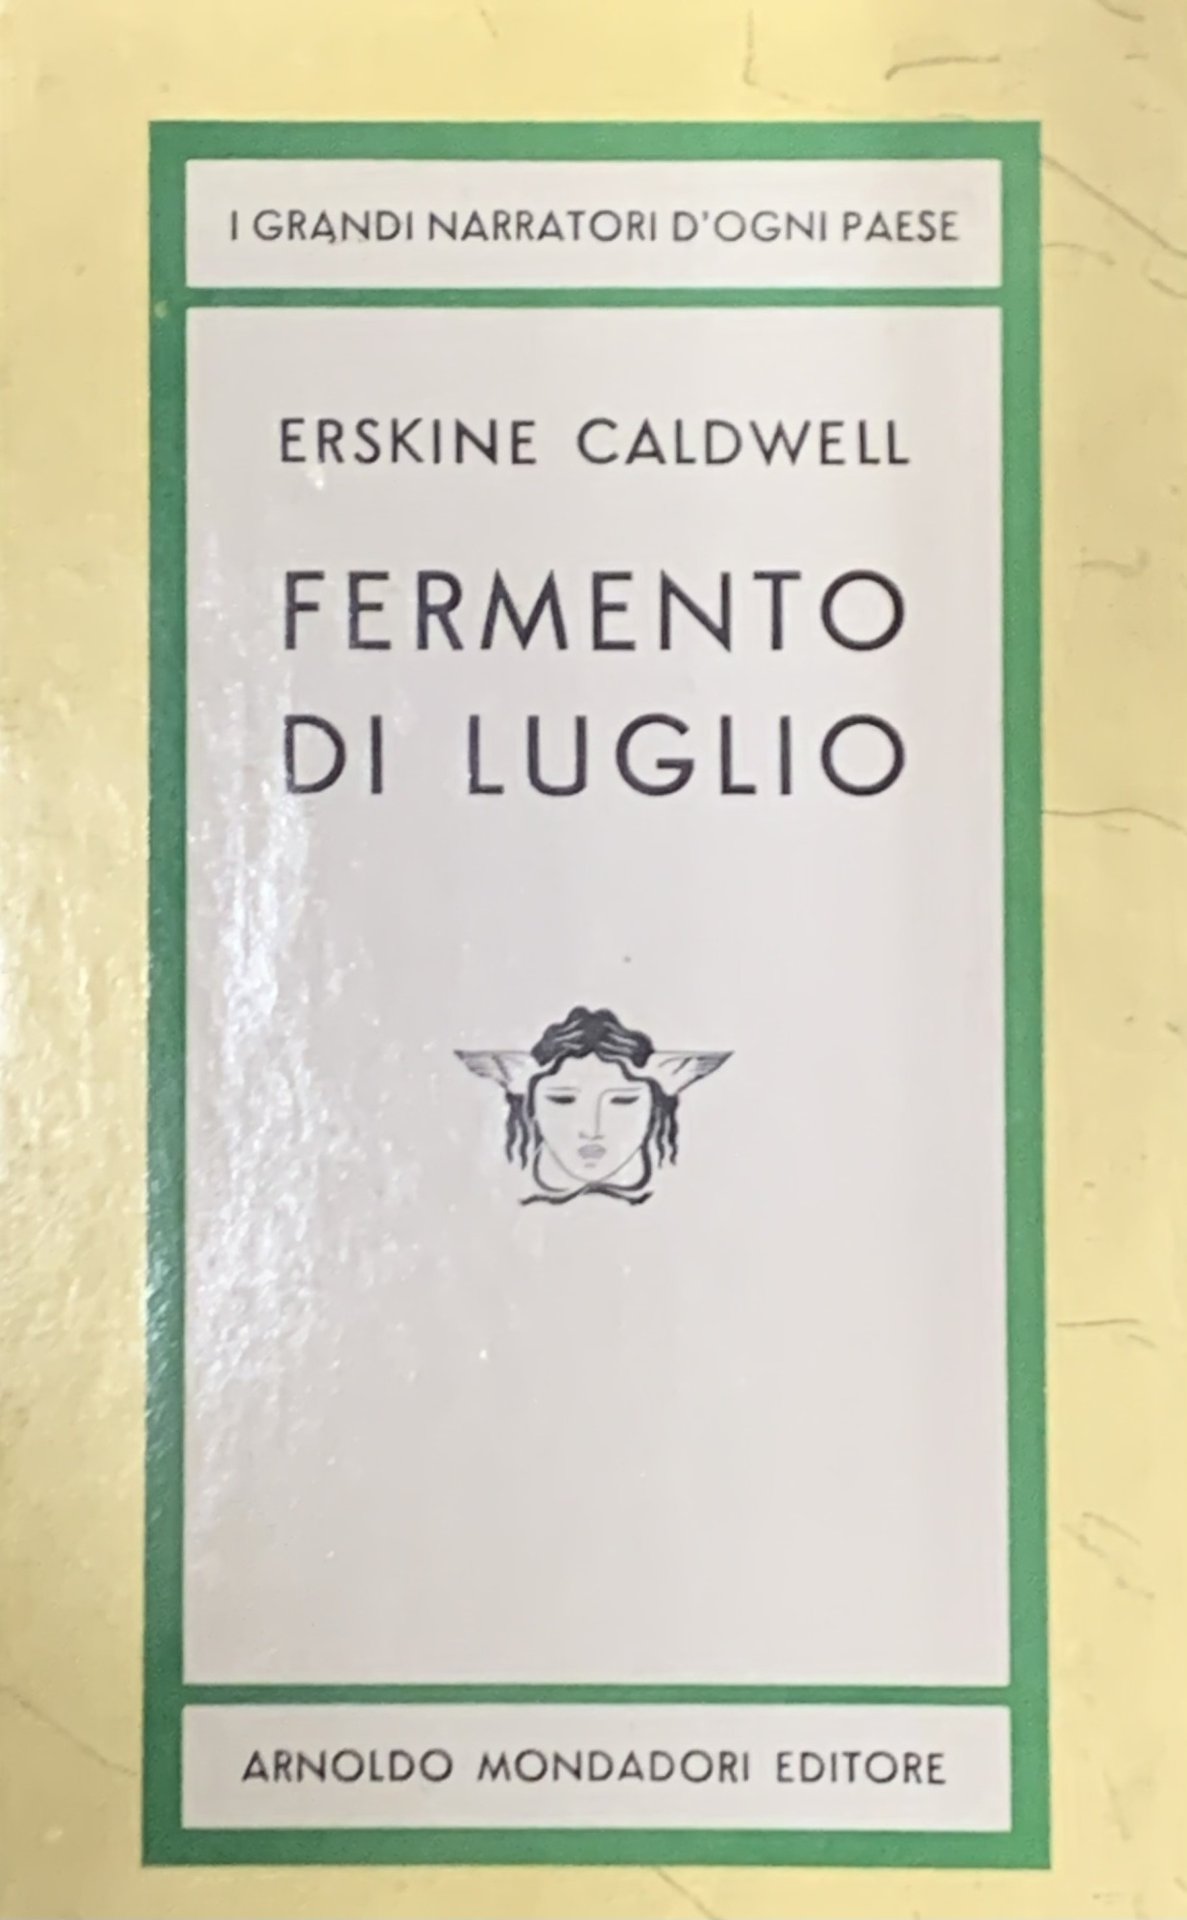 I GRANDI NARRATORI D'OGNI PAESE
ERSKINE CALDWELL
FERMENTO
DI LUGLIO
ARNOLDO MONDADORI EDITORE